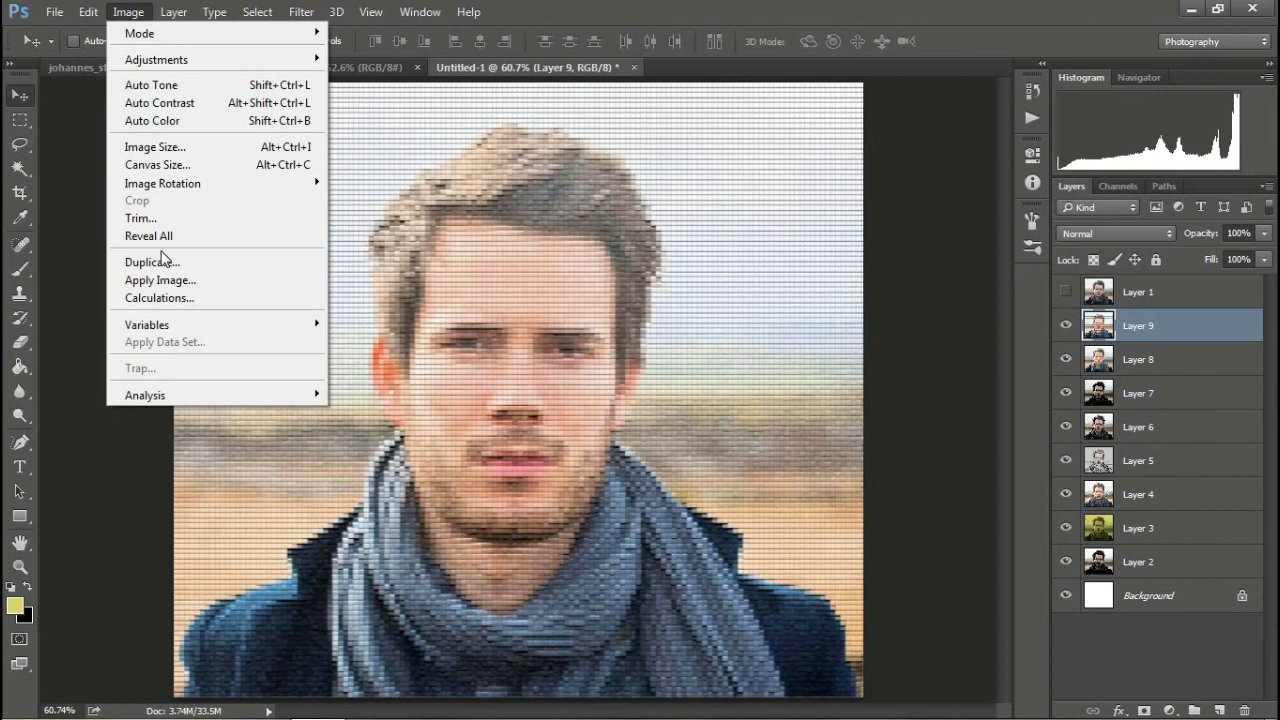 Ps File Edit Image Layer Type Select Filter 3D View Window Help
Auto- 3D Mode: Photography
johannes_st 2.6% (RGB/8#) × Untitled-1 @ 60.7% (Layer 9, RGB/8) * ×
Mode
Adjustments
Auto Tone Shift+Ctrl+L
Auto Contrast Alt+Shift+Ctrl+L
Auto Color Shift+Ctrl+B
Image Size... Alt+Ctrl+I
Canvas Size... Alt+Ctrl+C
Image Rotation
Crop
Trim...
Reveal All
Duplicate...
Apply Image...
Calculations...
Variables
Apply Data Set...
Trap...
Analysis
Histogram Navigator
Layers Channels Paths
Kind
Normal Opacity: 100%
Lock: Fill: 100%
Layer 1
Layer 9
Layer 8
Layer 7
Layer 6
Layer 5
Layer 4
Layer 3
Layer 2
Background
60.74% Doc: 3.74M/33.5M